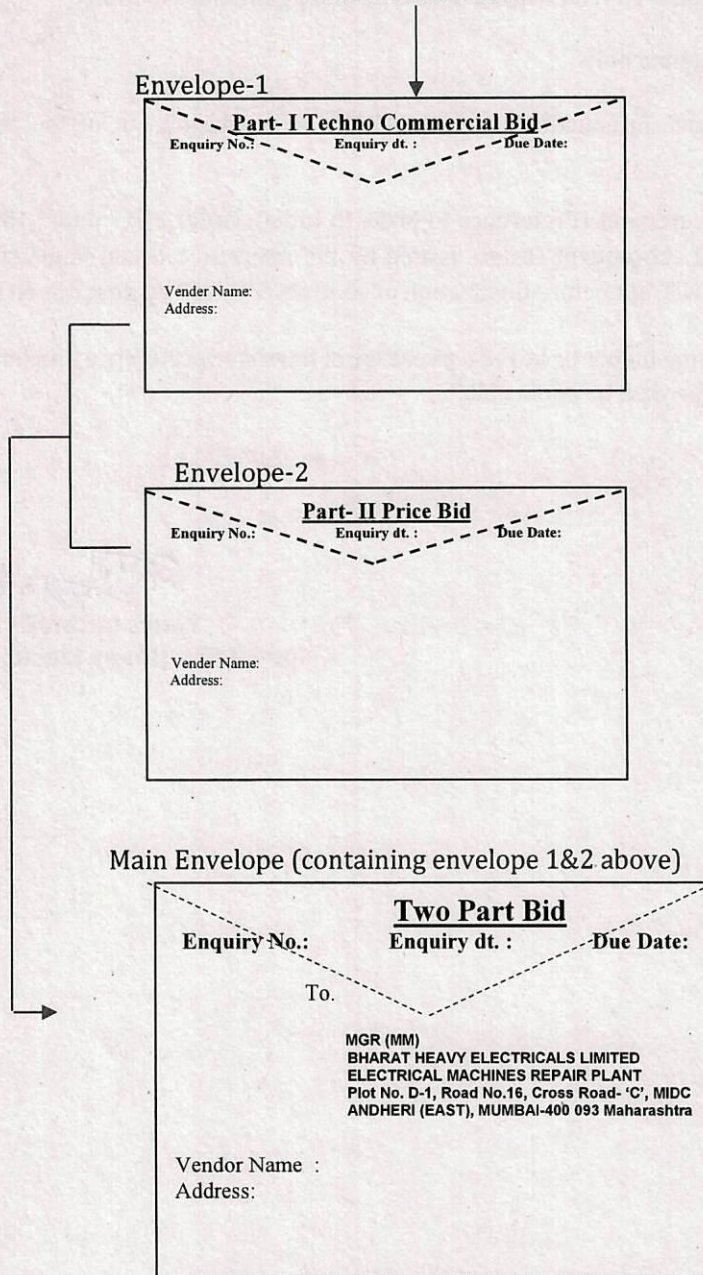 Envelope-1
Part- I Techno Commercial Bid
Enquiry No.: Enquiry dt. : Due Date:
Vender Name:
Address:
Envelope-2
Part- II Price Bid
Enquiry No.: Enquiry dt. : Due Date:
Vender Name:
Address:
Main Envelope (containing envelope 1&2 above)
Two Part Bid
Enquiry No.: Enquiry dt. : Due Date:
To.
MGR (MM)
BHARAT HEAVY ELECTRICALS LIMITED
ELECTRICAL MACHINES REPAIR PLANT
Plot No. D-1, Road No.16, Cross Road- ‘C’, MIDC
ANDHERI (EAST), MUMBAI-400 093 Maharashtra
Vendor Name :
Address: